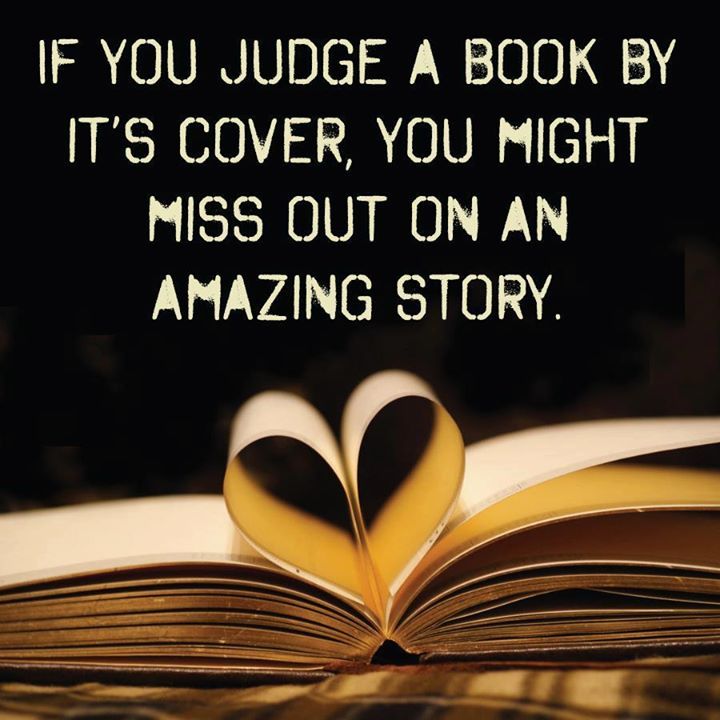 IF YOU JUDGE A BOOK BY
IT'S COVER, YOU MIGHT
MISS OUT ON AN
AMAZING STORY.